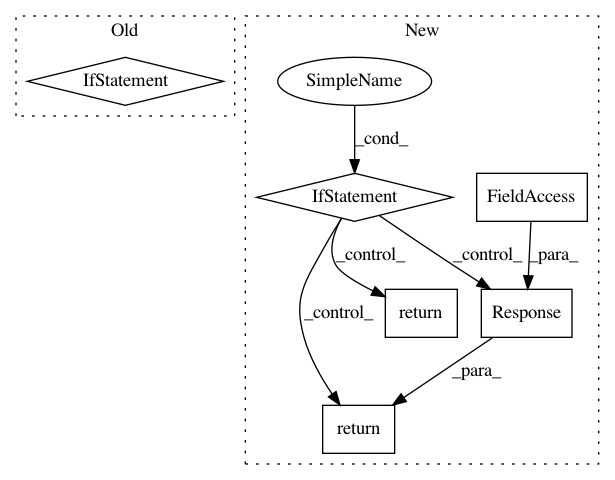 Old
New
IfStatement
SimpleName
_cond_
IfStatement
FieldAccess
_control_
_control_
_para_
_control_
return
Response
_para_
return